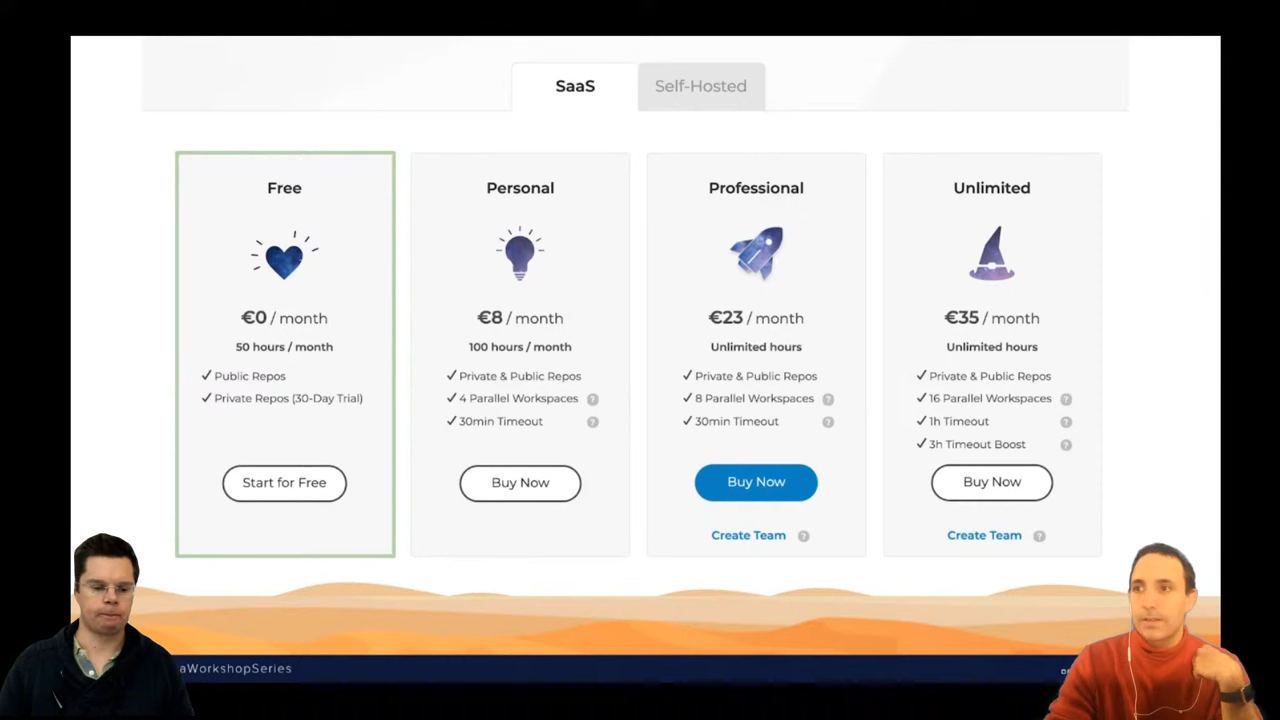 SaaS
Self-Hosted
Free
€0 / month
50 hours / month
✓ Public Repos
✓ Private Repos (30-Day Trial)
Start for Free
Personal
€8 / month
100 hours / month
✓ Private & Public Repos
✓ 4 Parallel Workspaces ?
✓ 30min Timeout ?
Buy Now
Professional
€23 / month
Unlimited hours
✓ Private & Public Repos
✓ 8 Parallel Workspaces ?
✓ 30min Timeout ?
Buy Now
Create Team ?
Unlimited
€35 / month
Unlimited hours
✓ Private & Public Repos
✓ 16 Parallel Workspaces ?
✓ 1h Timeout ?
✓ 3h Timeout Boost ?
Buy Now
Create Team ?
aWorkshopSeries